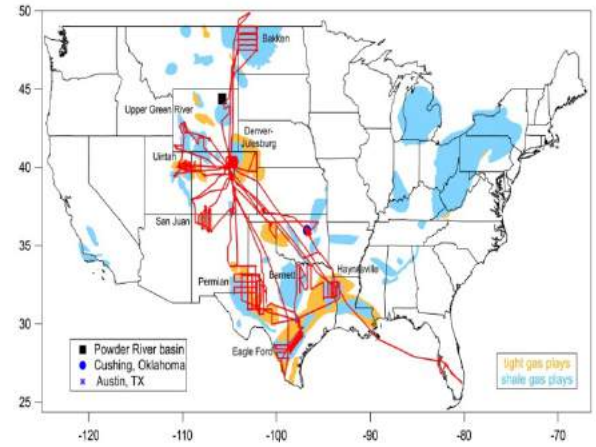 50
Bakken
45
Upper Green River
Denver-
Julesburg
Uintah
40
San Juan
35
Permian
Barnett
Haynesville
30
Eagle Ford
Powder River basin
Cushing, Oklahoma
Austin, TX
tight gas plays
shale gas plays
25
-120
-110
-100
-90
-80
-70